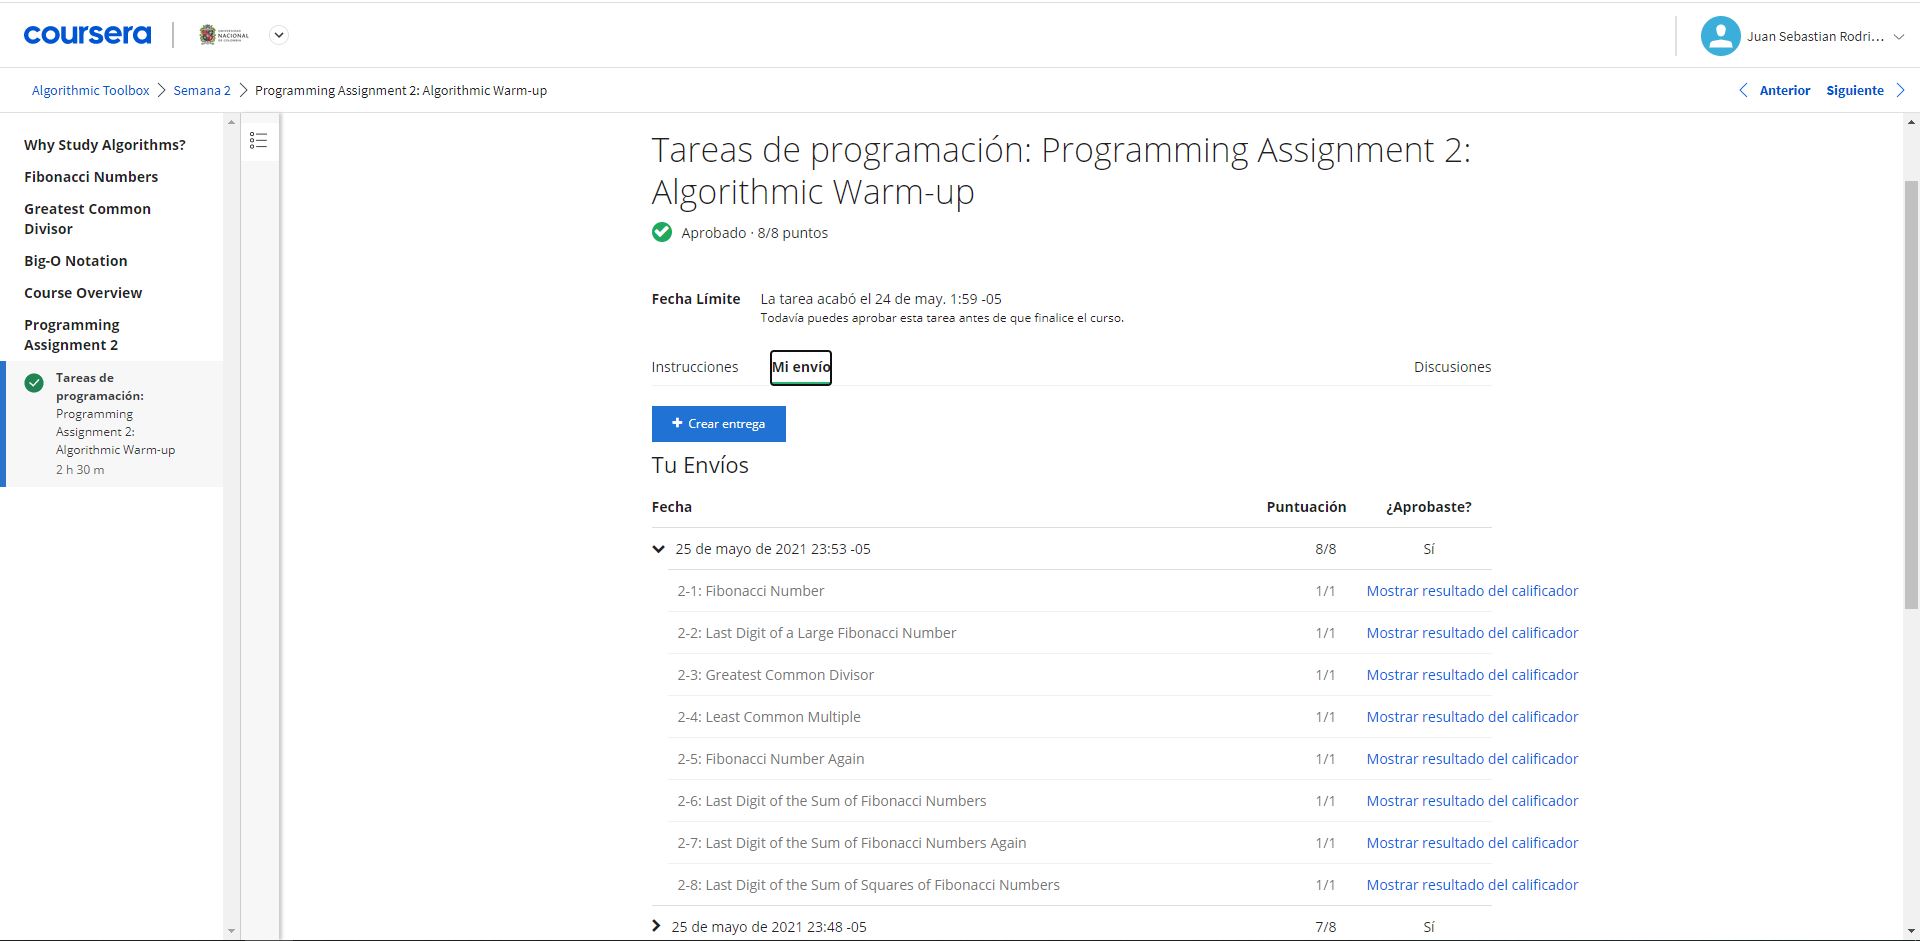 coursera
UNIVERSIDAD
NACIONAL
DE COLOMBIA
Juan Sebastian Rodri...
Algorithmic Toolbox
Semana 2
Programming Assignment 2: Algorithmic Warm-up
Anterior
Siguiente
Why Study Algorithms?
Fibonacci Numbers
Greatest Common
Divisor
Big-O Notation
Course Overview
Programming
Assignment 2
Tareas de
programación:
Programming
Assignment 2:
Algorithmic Warm-up
2 h 30 m
Tareas de programación: Programming Assignment 2:
Algorithmic Warm-up
Aprobado · 8/8 puntos
Fecha Límite La tarea acabó el 24 de may. 1:59 -05
Todavía puedes aprobar esta tarea antes de que finalice el curso.
Instrucciones Mi envío Discusiones
+ Crear entrega
Tu Envíos
Fecha Puntuación ¿Aprobaste?
25 de mayo de 2021 23:53 -05 8/8 Sí
2-1: Fibonacci Number 1/1 Mostrar resultado del calificador
2-2: Last Digit of a Large Fibonacci Number 1/1 Mostrar resultado del calificador
2-3: Greatest Common Divisor 1/1 Mostrar resultado del calificador
2-4: Least Common Multiple 1/1 Mostrar resultado del calificador
2-5: Fibonacci Number Again 1/1 Mostrar resultado del calificador
2-6: Last Digit of the Sum of Fibonacci Numbers 1/1 Mostrar resultado del calificador
2-7: Last Digit of the Sum of Fibonacci Numbers Again 1/1 Mostrar resultado del calificador
2-8: Last Digit of the Sum of Squares of Fibonacci Numbers 1/1 Mostrar resultado del calificador
25 de mayo de 2021 23:48 -05 7/8 Sí